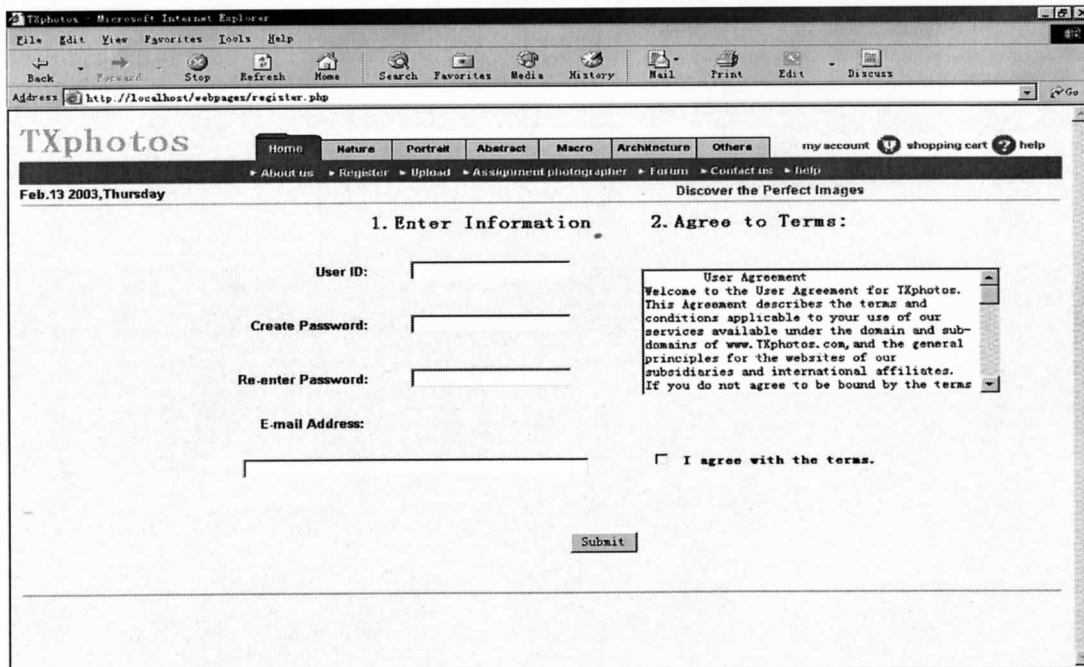 TXphotos - Microsoft Internet Explorer
File Edit View Favorites Tools Help
Back Forward Stop Refresh Home Search Favorites Media History Mail Print Edit Discuss
Address http://localhost/webpages/register.php Go
TXphotos
Home Nature Portrait Abstract Macro Architecture Others my account shopping cart ? help
About us Register Upload Assignment photographer Forum Contact us help
Feb.13 2003,Thursday Discover the Perfect Images
1. Enter Information 2. Agree to Terms:
User ID:
Create Password:
Re-enter Password:
E-mail Address:
User Agreement
Welcome to the User Agreement for TXphotos.
This Agreement describes the terms and
conditions applicable to your use of our
services available under the domain and sub-
domains of www.TXphotos.com, and the general
principles for the websites of our
subsidiaries and international affiliates.
If you do not agree to be bound by the terms
I agree with the terms.
Submit